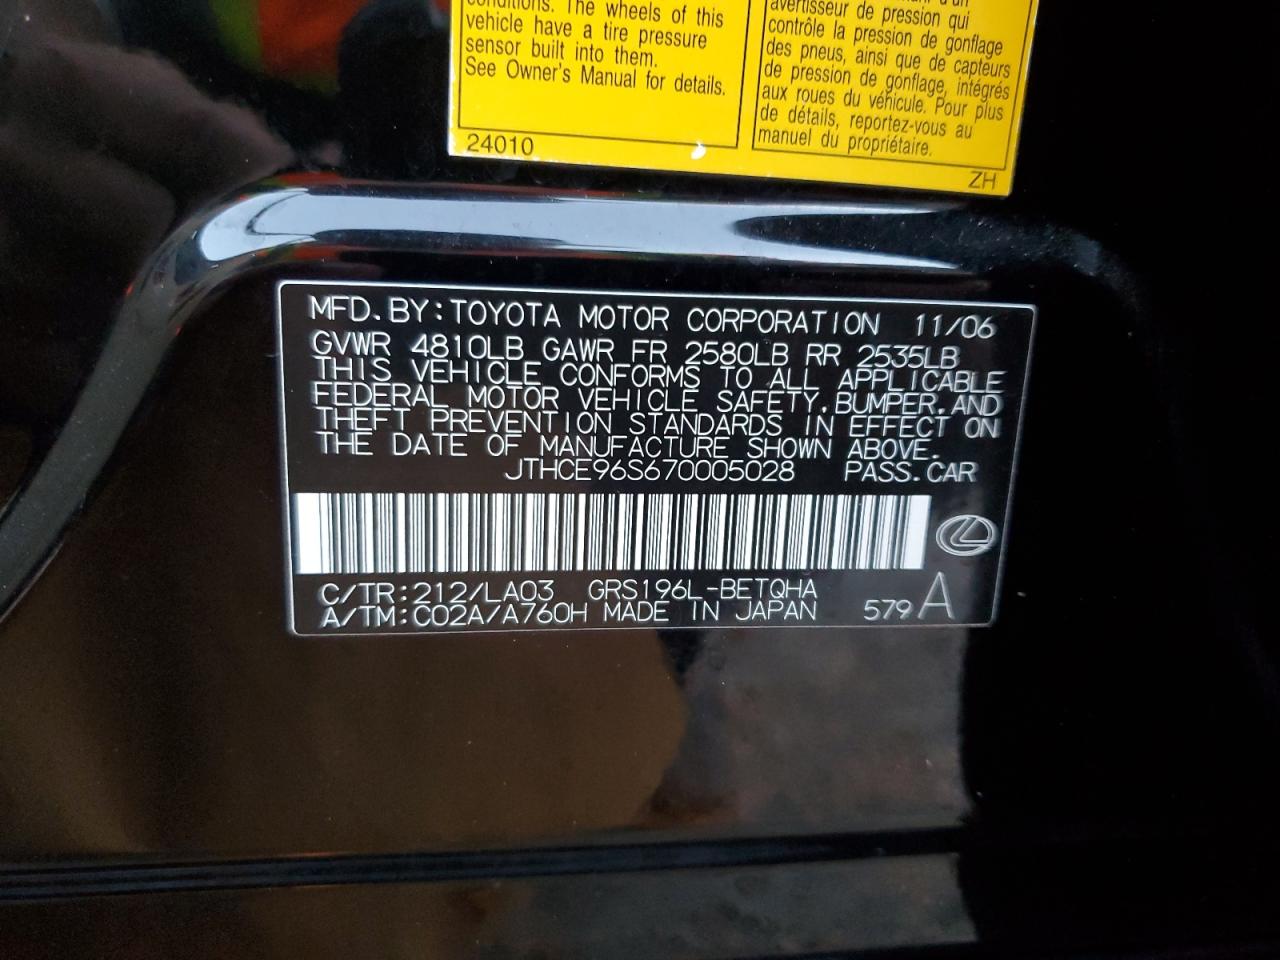 conditions. The wheels of this
vehicle have a tire pressure
sensor built into them.
See Owner's Manual for details.
24010
avertisseur de pression qui
contrôle la pression de gonflage
des pneus, ainsi que de capteurs
de pression de gonflage, intégrés
aux roues du véhicule. Pour plus
de détails, reportez-vous au
manuel du propriétaire.
ZH
MFD. BY: TOYOTA MOTOR CORPORATION 11/06
GVWR 4810LB GAWR FR 2580LB RR 2535LB
THIS VEHICLE CONFORMS TO ALL APPLICABLE
FEDERAL MOTOR VEHICLE SAFETY, BUMPER, AND
THEFT PREVENTION STANDARDS IN EFFECT ON
THE DATE OF MANUFACTURE SHOWN ABOVE.
JTHCE96S670005028 PASS. CAR
C/TR: 212/LA03 GRS196L-BETQHA
A/TM: C02A/A760H MADE IN JAPAN 579 A